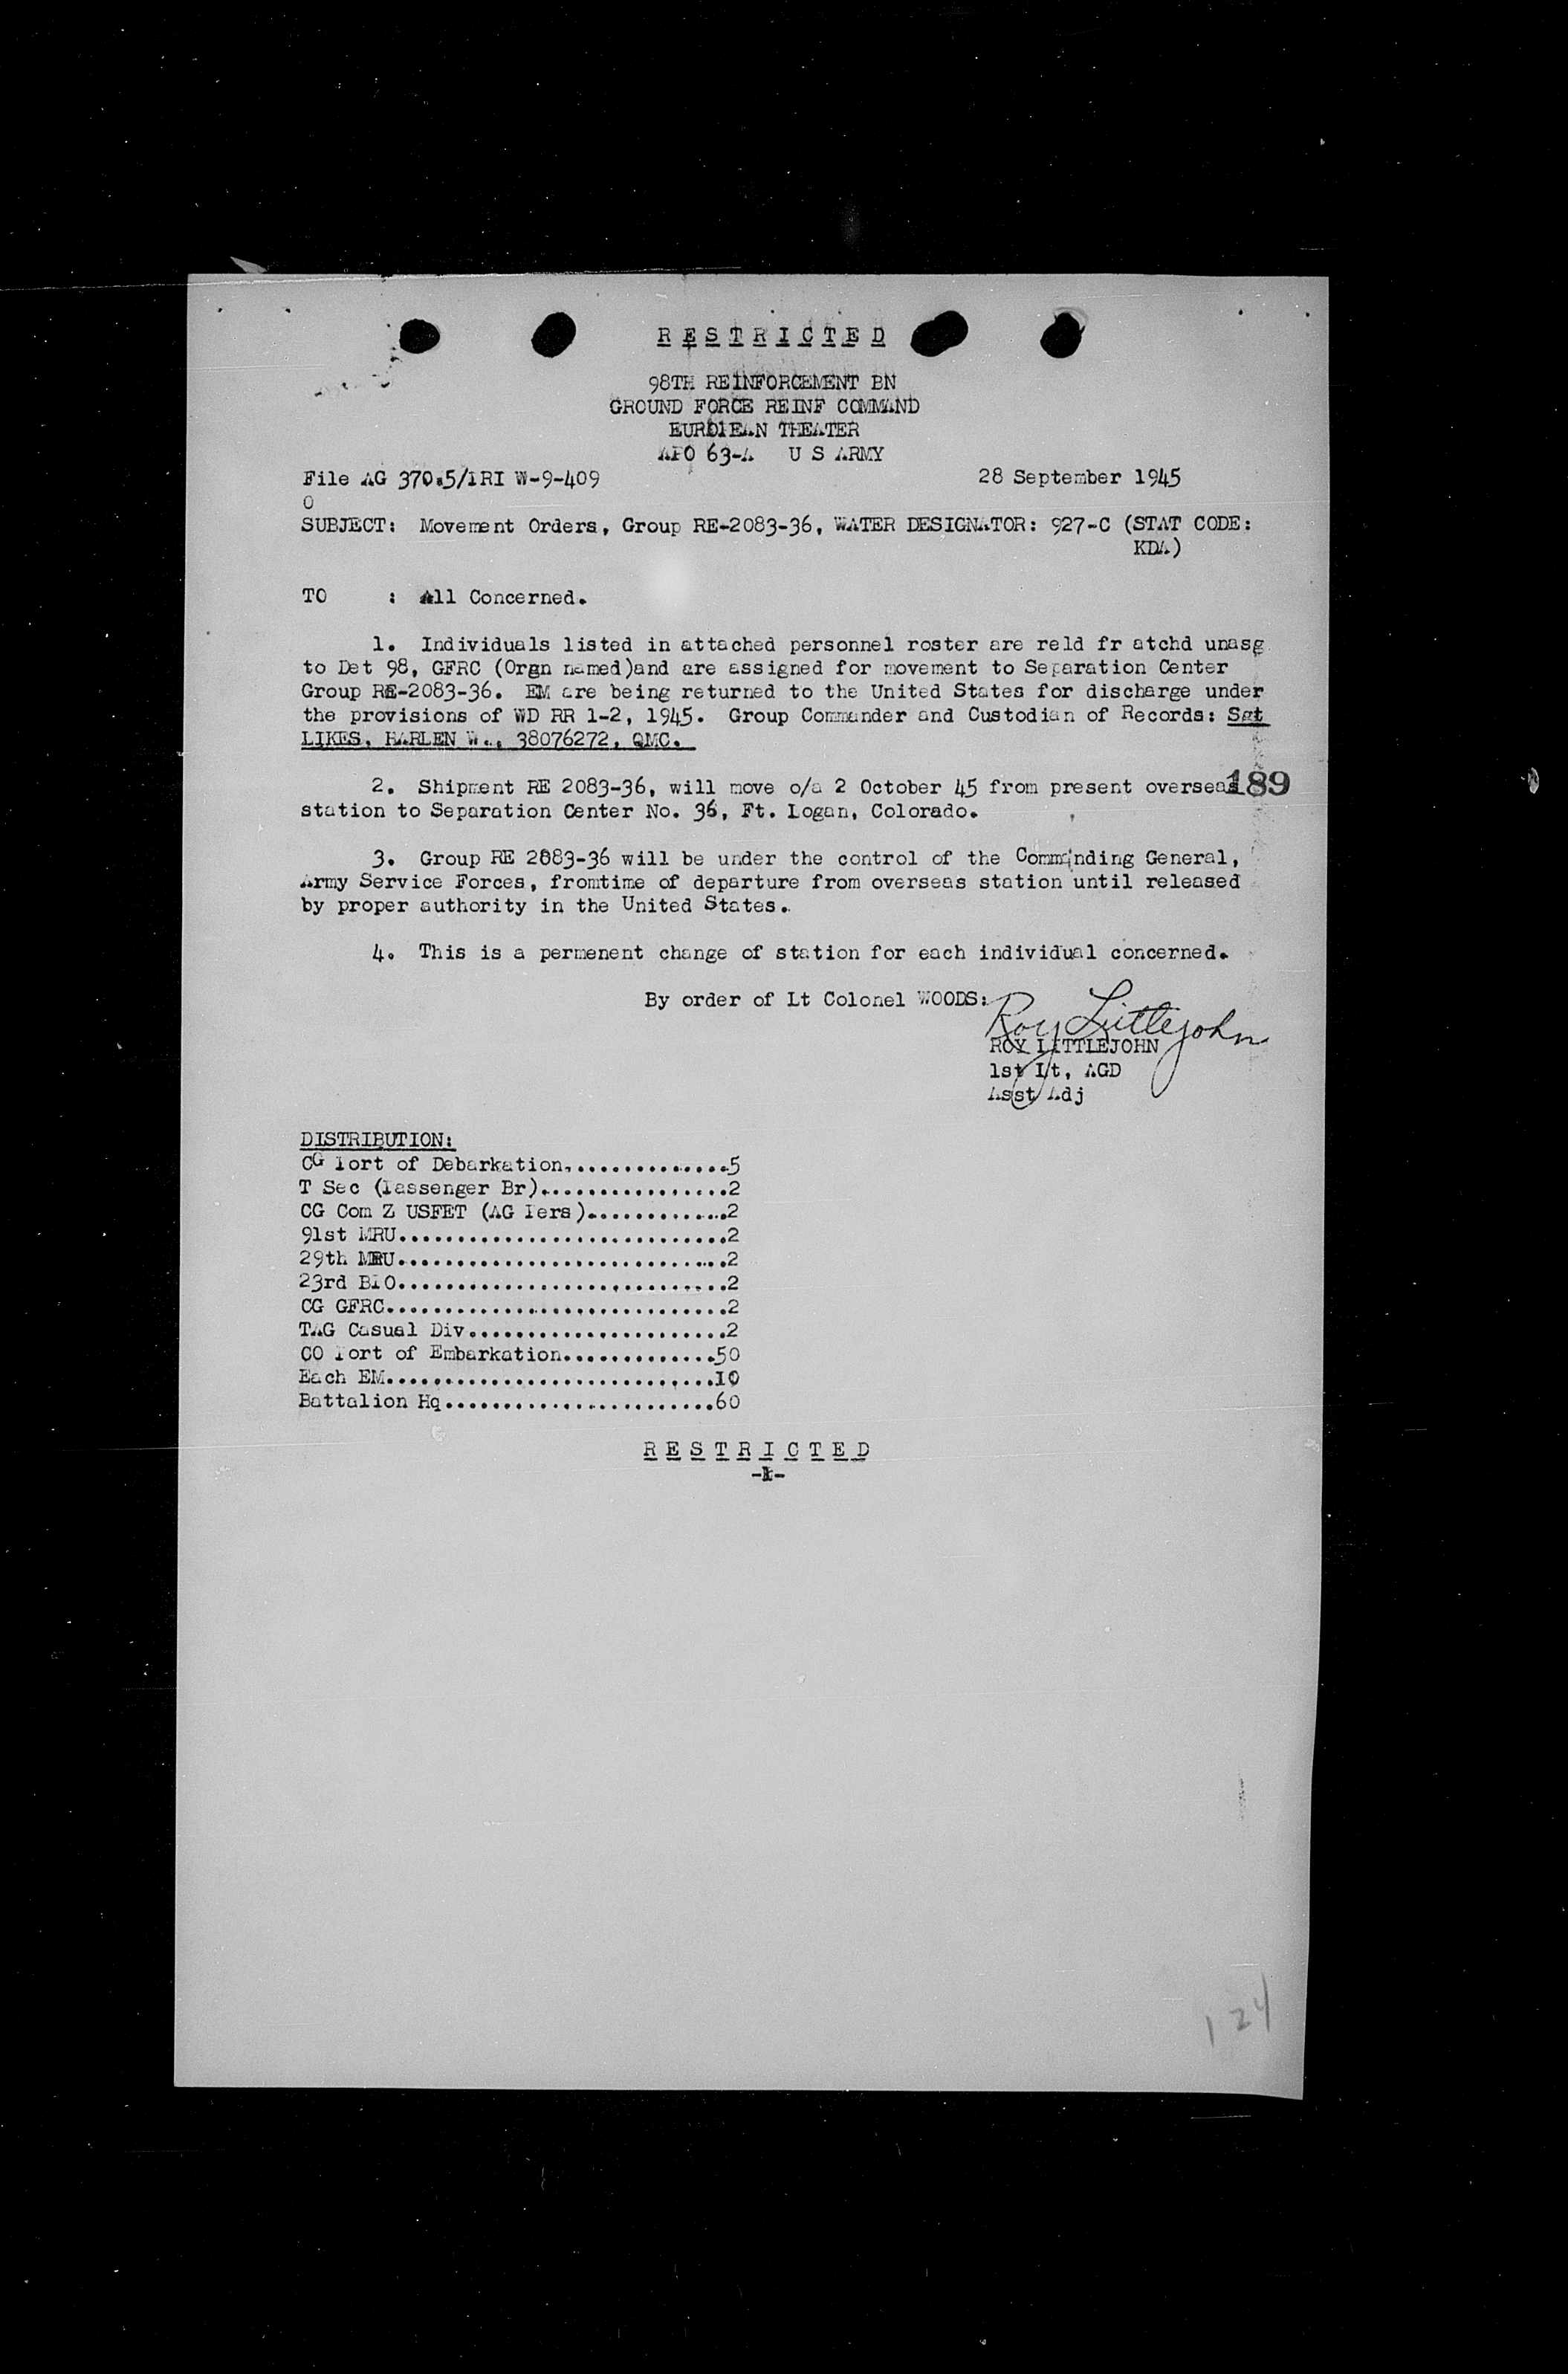 R E S T R I C T E D
98TH REINFORCEMENT BN
GROUND FORCE REINF COMMAND
EUROPEAN THEATER
APO 63-A U S ARMY
File AG 370.5/PRI W-9-409 28 September 1945
O
SUBJECT: Movement Orders, Group RE-2083-36, WATER DESIGNATOR: 927-C (STAT CODE:
KDA)
TO : All Concerned.
1. Individuals listed in attached personnel roster are reld fr atchd unasg
to Det 98, GFRC (Orgn named)and are assigned for movement to Separation Center
Group RE-2083-36. EM are being returned to the United States for discharge under
the provisions of WD RR 1-2, 1945. Group Commander and Custodian of Records: Sgt
LIKES, HARLEN W., 38076272, QMC.
2. Shipment RE 2083-36, will move o/a 2 October 45 from present overseas
189
station to Separation Center No. 36, Ft. Logan, Colorado.
3. Group RE 2083-36 will be under the control of the Commanding General,
Army Service Forces, fromtime of departure from overseas station until released
by proper authority in the United States.
4. This is a permenent change of station for each individual concerned.
By order of Lt Colonel WOODS:
Roy Littlejohn
ROY LITTLEJOHN
1st Lt, AGD
Asst Adj
DISTRIBUTION:
CG Port of Debarkation...............5
T Sec (Passenger Br).................2
CG Com Z USFET (AG Pers).............2
91st MRU.............................2
29th MRU.............................2
23rd BPO.............................2
CG GFRC..............................2
TAG Casual Div.......................2
CO Port of Embarkation..............50
Each EM.............................10
Battalion Hq........................60
R E S T R I C T E D
-1-
124